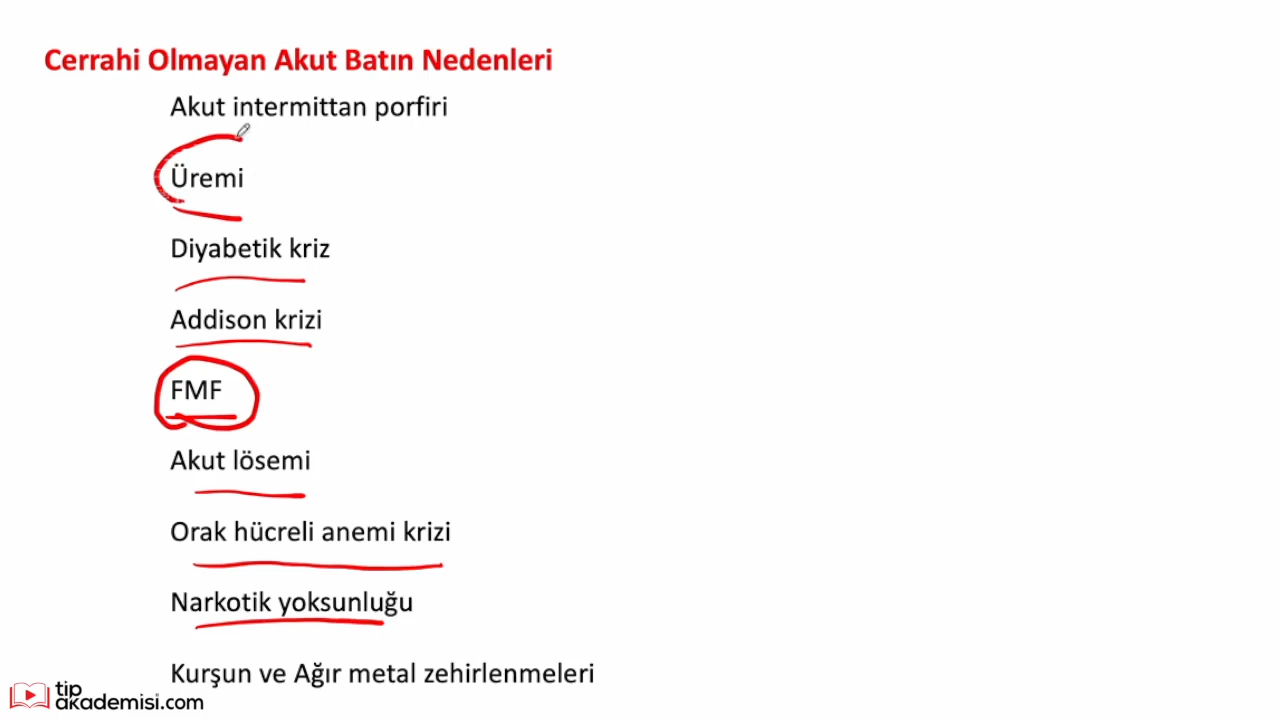 Cerrahi Olmayan Akut Batın Nedenleri
Akut intermittan porfiri
Üremi
Diyabetik kriz
Addison krizi
FMF
Akut lösemi
Orak hücreli anemi krizi
Narkotik yoksunluğu
Kurşun ve Ağır metal zehirlenmeleri
tip
akademisi.com